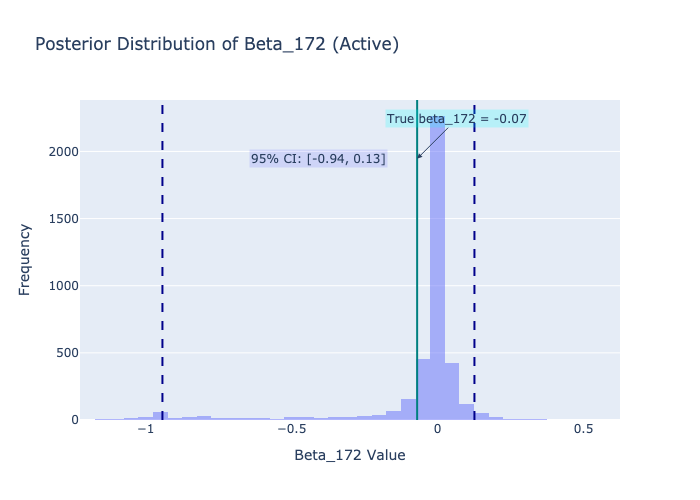 Posterior Distribution of Beta_172 (Active)
True beta_172 = -0.07
95% CI: [-0.94, 0.13]
2000
1500
1000
500
0
Frequency
−1
−0.5
0
0.5
Beta_172 Value